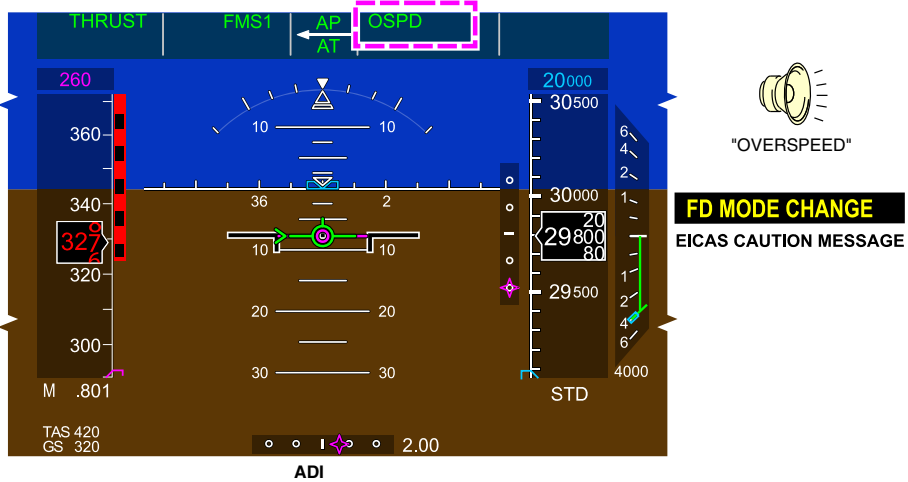 THRUST FMS1 AP OSPD
AT
260
20000
360
340
327
6
320
300
M .801
TAS 420
GS 320
10 10
36 2
10 10
20 20
30 30
2.00
30500
30000
20
29800
80
29500
STD
6
4
2
1
1
2
4
6
4000
"OVERSPEED"
FD MODE CHANGE
EICAS CAUTION MESSAGE
ADI